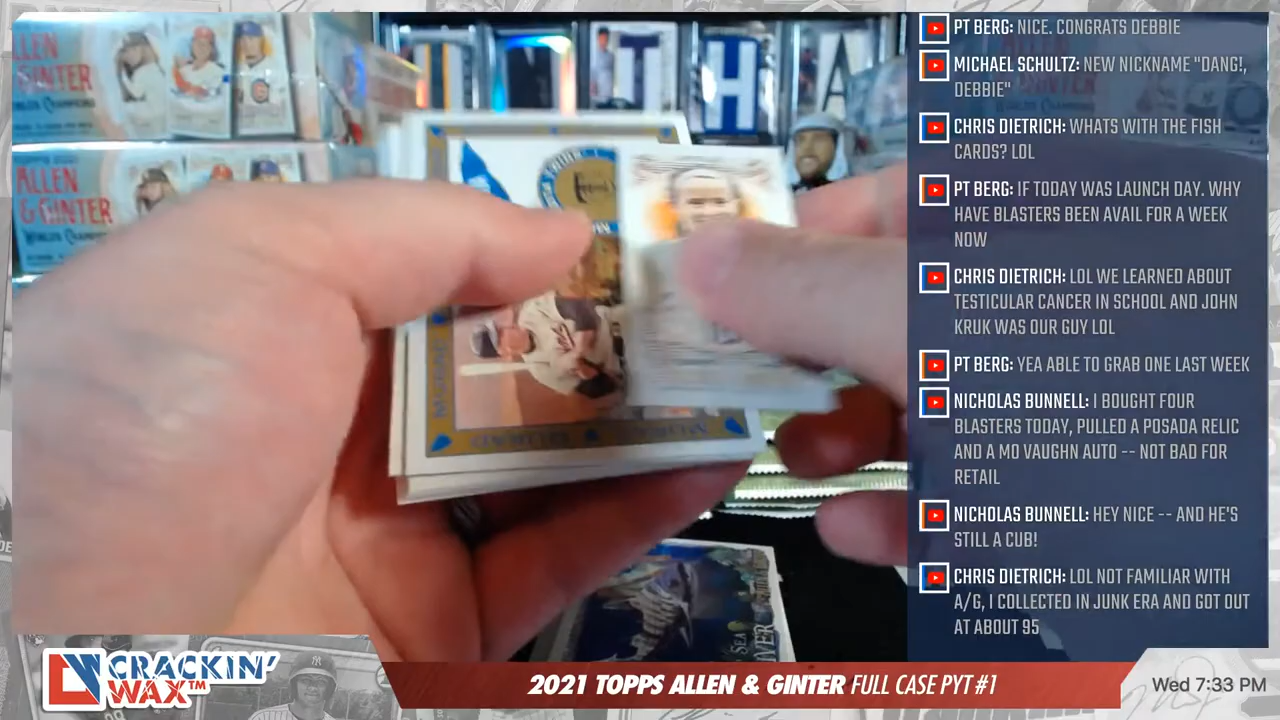 ALLEN
& GINTER
WORLD'S CHAMPIONS
ALLEN
& GINTER
WORLD'S CHAMPIONS
T H A
SEA
PT BERG: NICE. CONGRATS DEBBIE
MICHAEL SCHULTZ: NEW NICKNAME "DANG!,
DEBBIE"
CHRIS DIETRICH: WHATS WITH THE FISH
CARDS? LOL
PT BERG: IF TODAY WAS LAUNCH DAY. WHY
HAVE BLASTERS BEEN AVAIL FOR A WEEK
NOW
CHRIS DIETRICH: LOL WE LEARNED ABOUT
TESTICULAR CANCER IN SCHOOL AND JOHN
KRUK WAS OUR GUY LOL
PT BERG: YEA ABLE TO GRAB ONE LAST WEEK
NICHOLAS BUNNELL: I BOUGHT FOUR
BLASTERS TODAY, PULLED A POSADA RELIC
AND A MO VAUGHN AUTO -- NOT BAD FOR
RETAIL
NICHOLAS BUNNELL: HEY NICE -- AND HE'S
STILL A CUB!
CHRIS DIETRICH: LOL NOT FAMILIAR WITH
A/G, I COLLECTED IN JUNK ERA AND GOT OUT
AT ABOUT 95
CRACKIN'
WAX™
2021 TOPPS ALLEN & GINTER FULL CASE PYT #1
Wed 7:33 PM